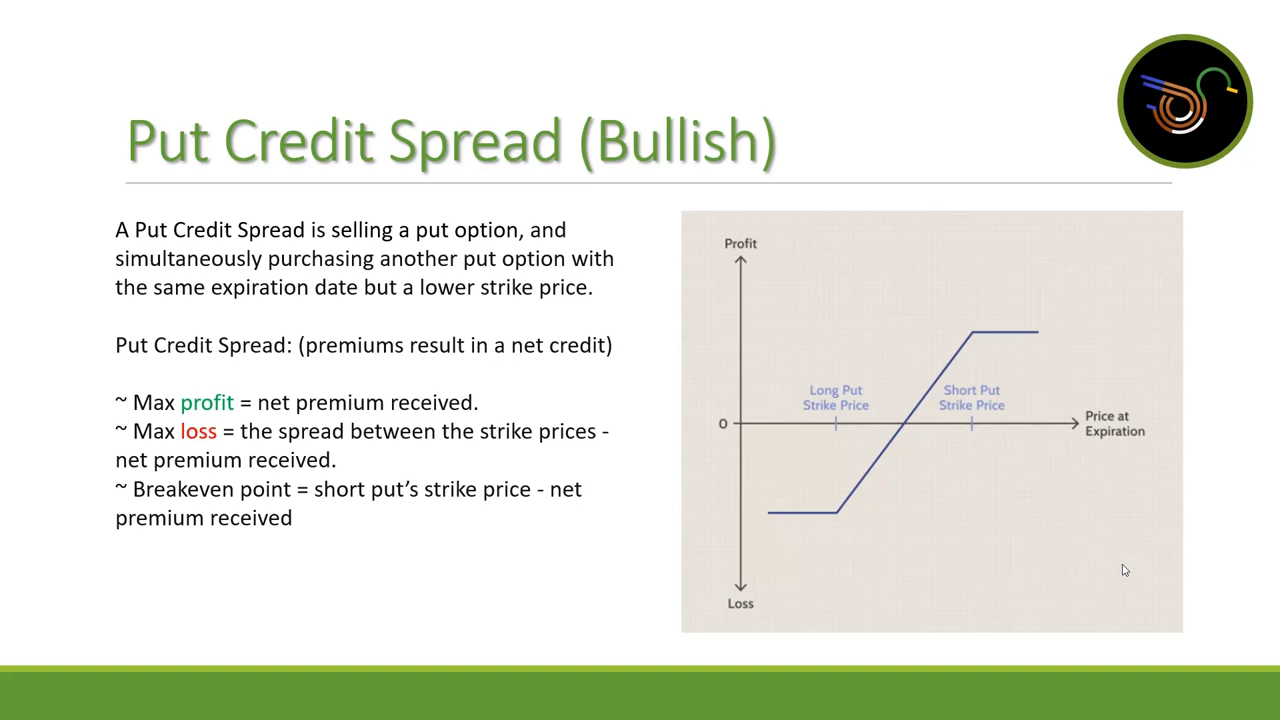 Put Credit Spread (Bullish)
A Put Credit Spread is selling a put option, and
simultaneously purchasing another put option with
the same expiration date but a lower strike price.
Put Credit Spread: (premiums result in a net credit)
~ Max profit = net premium received.
~ Max loss = the spread between the strike prices -
net premium received.
~ Breakeven point = short put’s strike price - net
premium received
Profit
Long Put
Strike Price
Short Put
Strike Price
0
Price at
Expiration
Loss